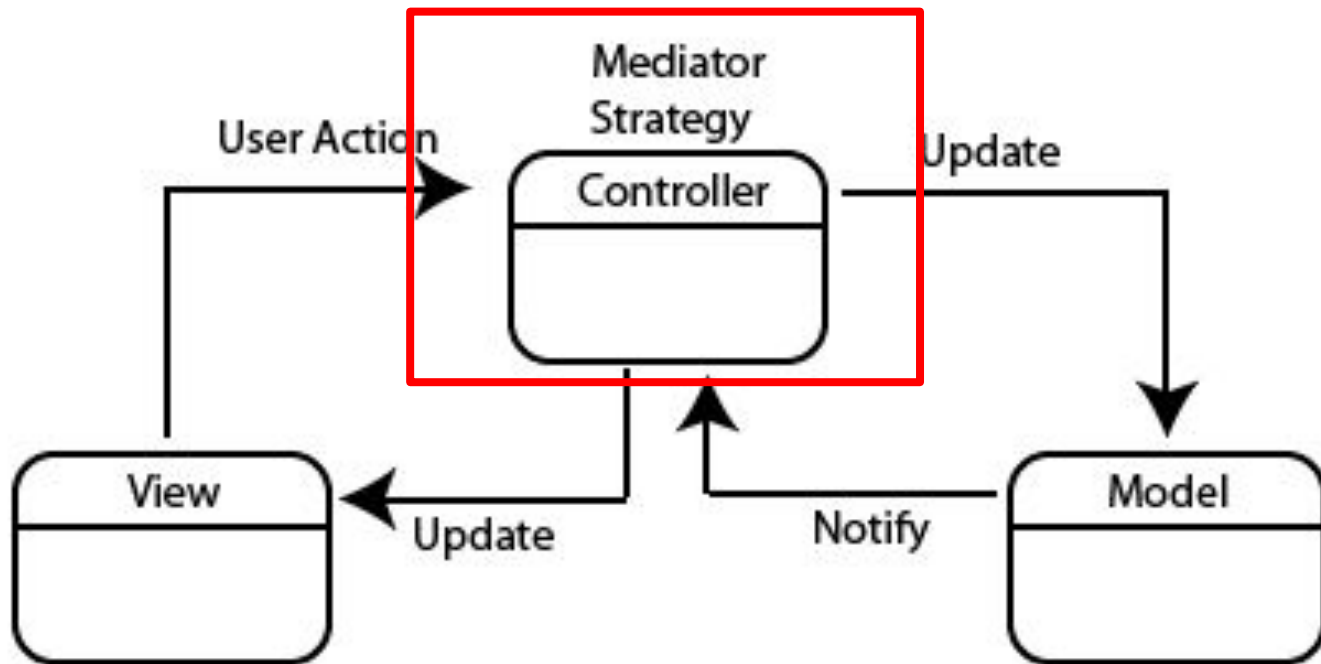 Mediator
Strategy
User Action
Update
Controller
View
Update
Notify
Model